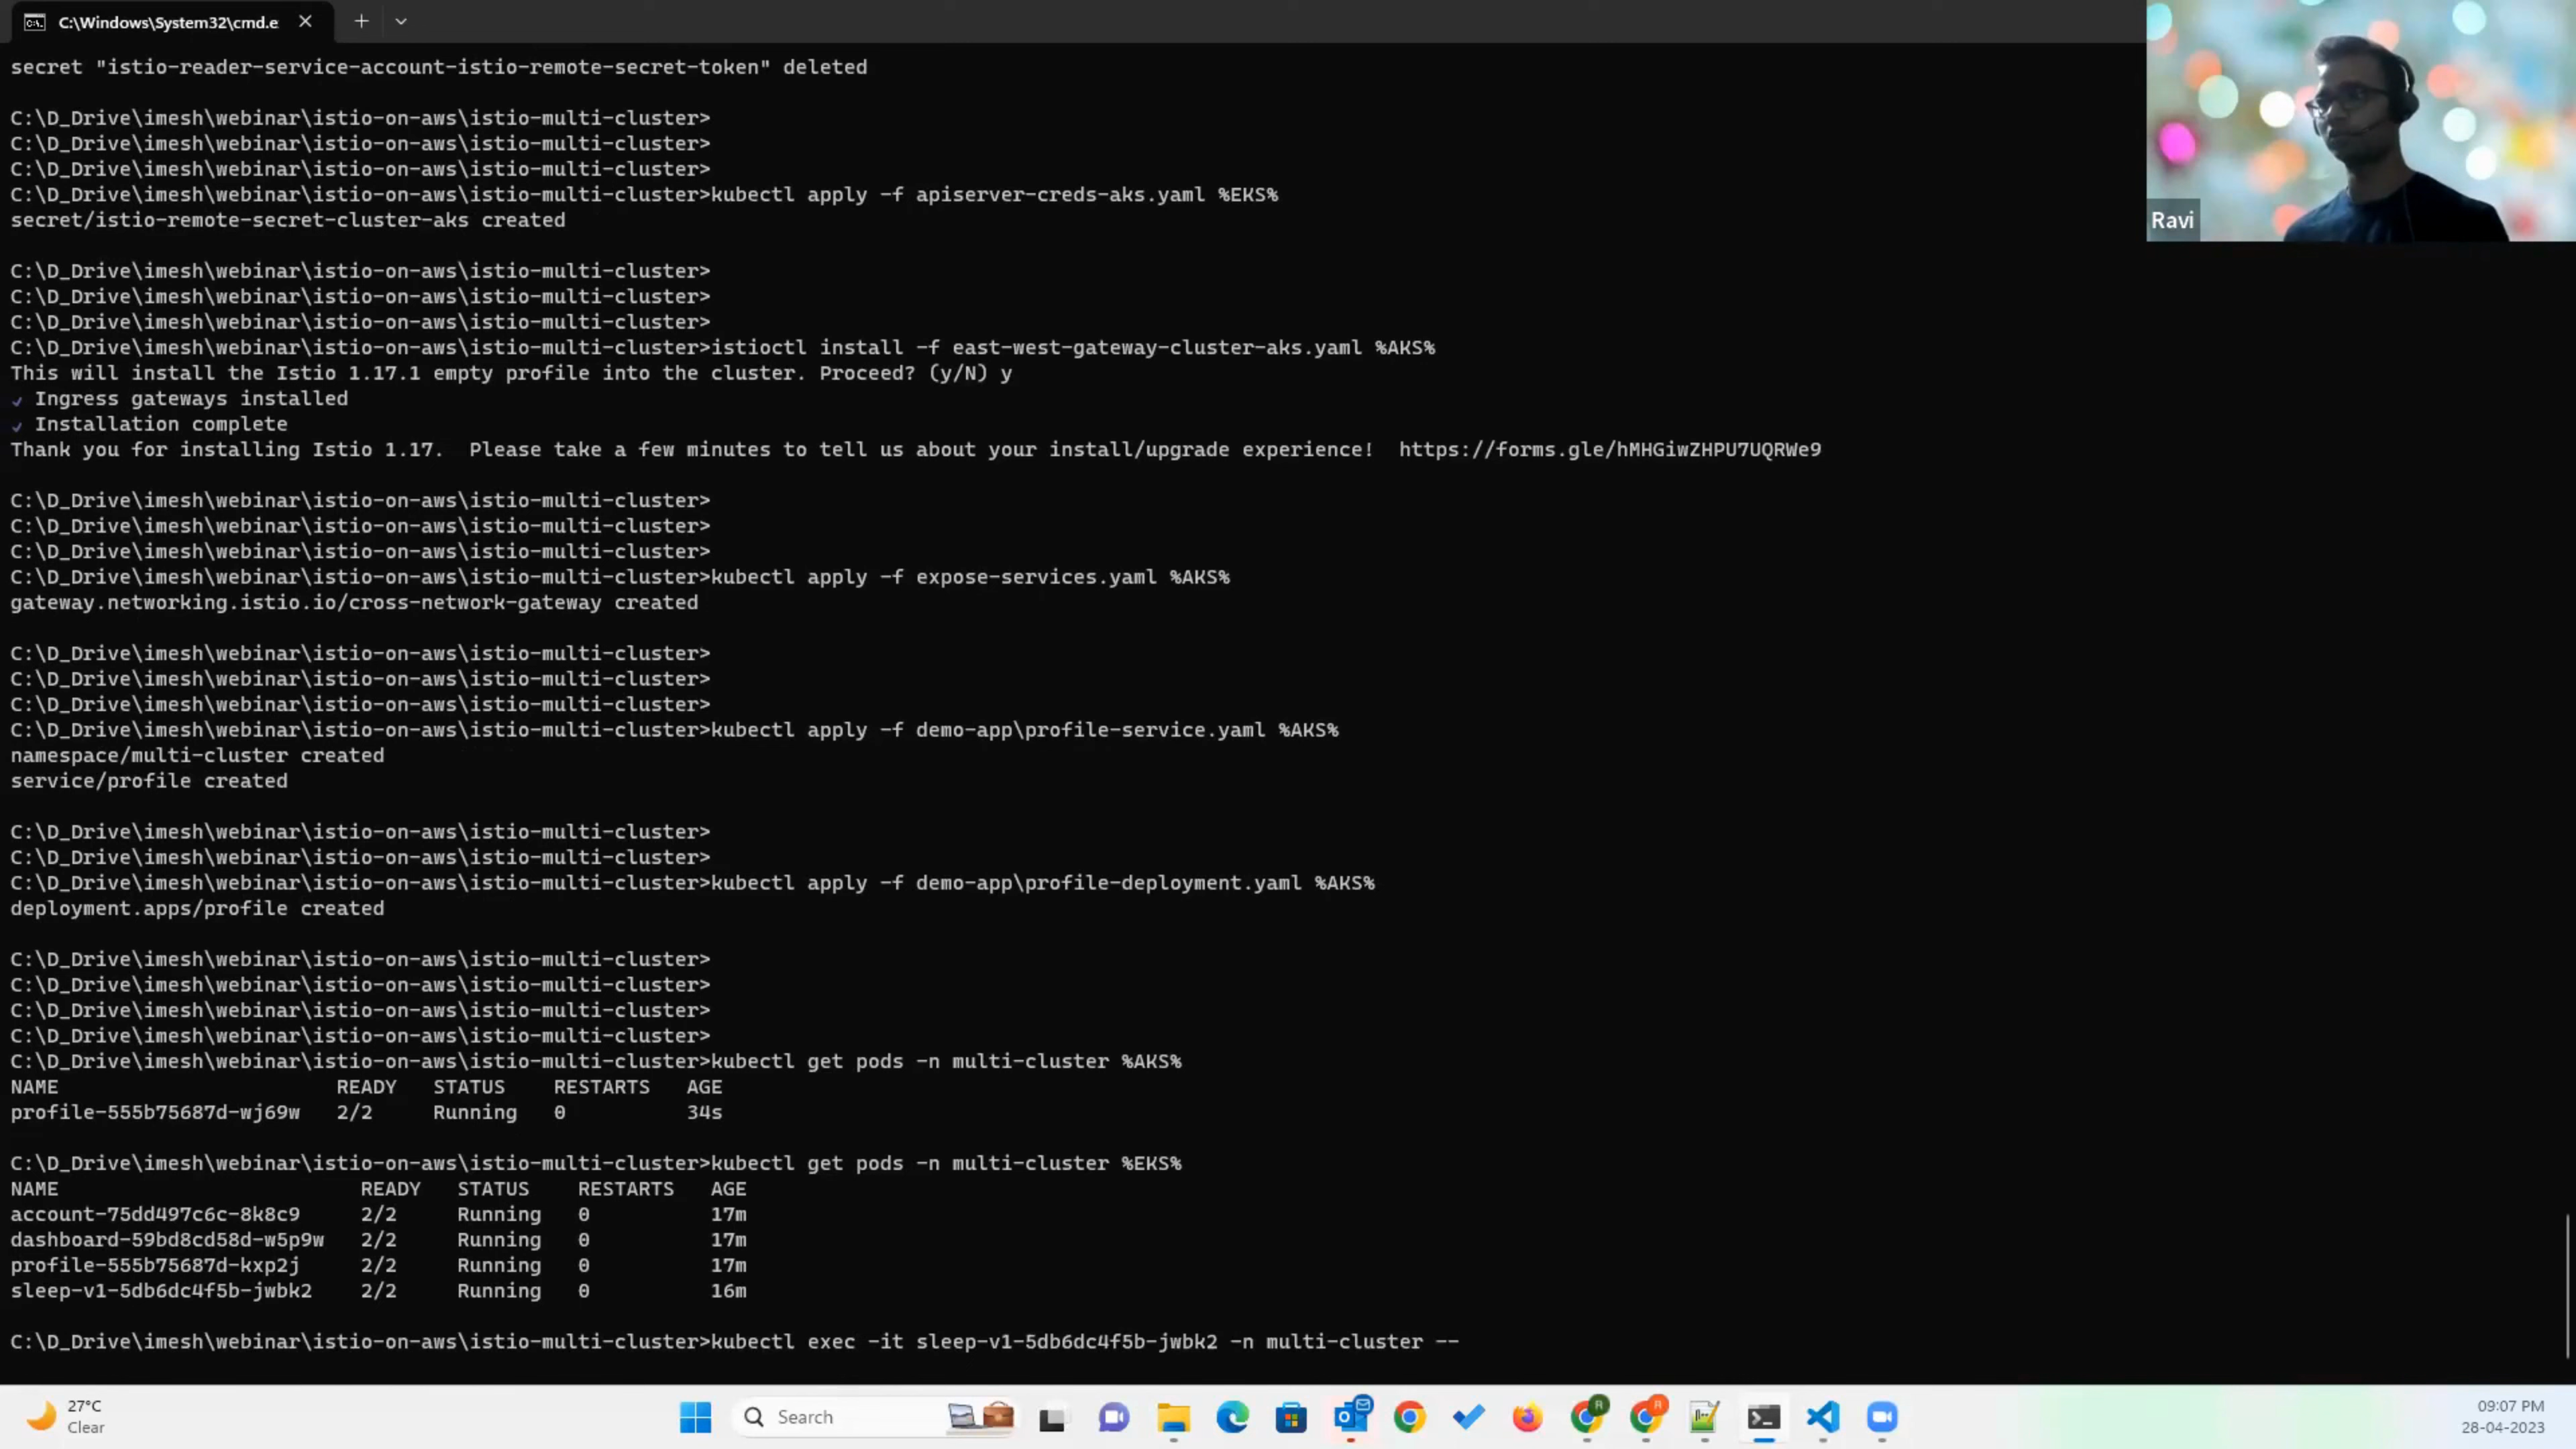 C:\Windows\System32\cmd.e
secret "istio-reader-service-account-istio-remote-secret-token" deleted
C:\D_Drive\imesh\webinar\istio-on-aws\istio-multi-cluster>
C:\D_Drive\imesh\webinar\istio-on-aws\istio-multi-cluster>
C:\D_Drive\imesh\webinar\istio-on-aws\istio-multi-cluster>
C:\D_Drive\imesh\webinar\istio-on-aws\istio-multi-cluster>kubectl apply -f apiserver-creds-aks.yaml %EKS%
secret/istio-remote-secret-cluster-aks created
Ravi
C:\D_Drive\imesh\webinar\istio-on-aws\istio-multi-cluster>
C:\D_Drive\imesh\webinar\istio-on-aws\istio-multi-cluster>
C:\D_Drive\imesh\webinar\istio-on-aws\istio-multi-cluster>
C:\D_Drive\imesh\webinar\istio-on-aws\istio-multi-cluster>istioctl install -f east-west-gateway-cluster-aks.yaml %AKS%
This will install the Istio 1.17.1 empty profile into the cluster. Proceed? (y/N) y
✓ Ingress gateways installed
✓ Installation complete
Thank you for installing Istio 1.17.  Please take a few minutes to tell us about your install/upgrade experience!  https://forms.gle/hMHGiwZHPU7UQRWe9
C:\D_Drive\imesh\webinar\istio-on-aws\istio-multi-cluster>
C:\D_Drive\imesh\webinar\istio-on-aws\istio-multi-cluster>
C:\D_Drive\imesh\webinar\istio-on-aws\istio-multi-cluster>
C:\D_Drive\imesh\webinar\istio-on-aws\istio-multi-cluster>kubectl apply -f expose-services.yaml %AKS%
gateway.networking.istio.io/cross-network-gateway created
C:\D_Drive\imesh\webinar\istio-on-aws\istio-multi-cluster>
C:\D_Drive\imesh\webinar\istio-on-aws\istio-multi-cluster>
C:\D_Drive\imesh\webinar\istio-on-aws\istio-multi-cluster>
C:\D_Drive\imesh\webinar\istio-on-aws\istio-multi-cluster>kubectl apply -f demo-app\profile-service.yaml %AKS%
namespace/multi-cluster created
service/profile created
C:\D_Drive\imesh\webinar\istio-on-aws\istio-multi-cluster>
C:\D_Drive\imesh\webinar\istio-on-aws\istio-multi-cluster>
C:\D_Drive\imesh\webinar\istio-on-aws\istio-multi-cluster>kubectl apply -f demo-app\profile-deployment.yaml %AKS%
deployment.apps/profile created
C:\D_Drive\imesh\webinar\istio-on-aws\istio-multi-cluster>
C:\D_Drive\imesh\webinar\istio-on-aws\istio-multi-cluster>
C:\D_Drive\imesh\webinar\istio-on-aws\istio-multi-cluster>
C:\D_Drive\imesh\webinar\istio-on-aws\istio-multi-cluster>
C:\D_Drive\imesh\webinar\istio-on-aws\istio-multi-cluster>kubectl get pods -n multi-cluster %AKS%
NAME READY STATUS RESTARTS AGE
profile-555b75687d-wj69w 2/2 Running 0 34s
C:\D_Drive\imesh\webinar\istio-on-aws\istio-multi-cluster>kubectl get pods -n multi-cluster %EKS%
NAME READY STATUS RESTARTS AGE
account-75dd497c6c-8k8c9 2/2 Running 0 17m
dashboard-59bd8cd58d-w5p9w 2/2 Running 0 17m
profile-555b75687d-kxp2j 2/2 Running 0 17m
sleep-v1-5db6dc4f5b-jwbk2 2/2 Running 0 16m
C:\D_Drive\imesh\webinar\istio-on-aws\istio-multi-cluster>kubectl exec -it sleep-v1-5db6dc4f5b-jwbk2 -n multi-cluster --
27°C
Clear
Search
R
R
09:07 PM
28-04-2023